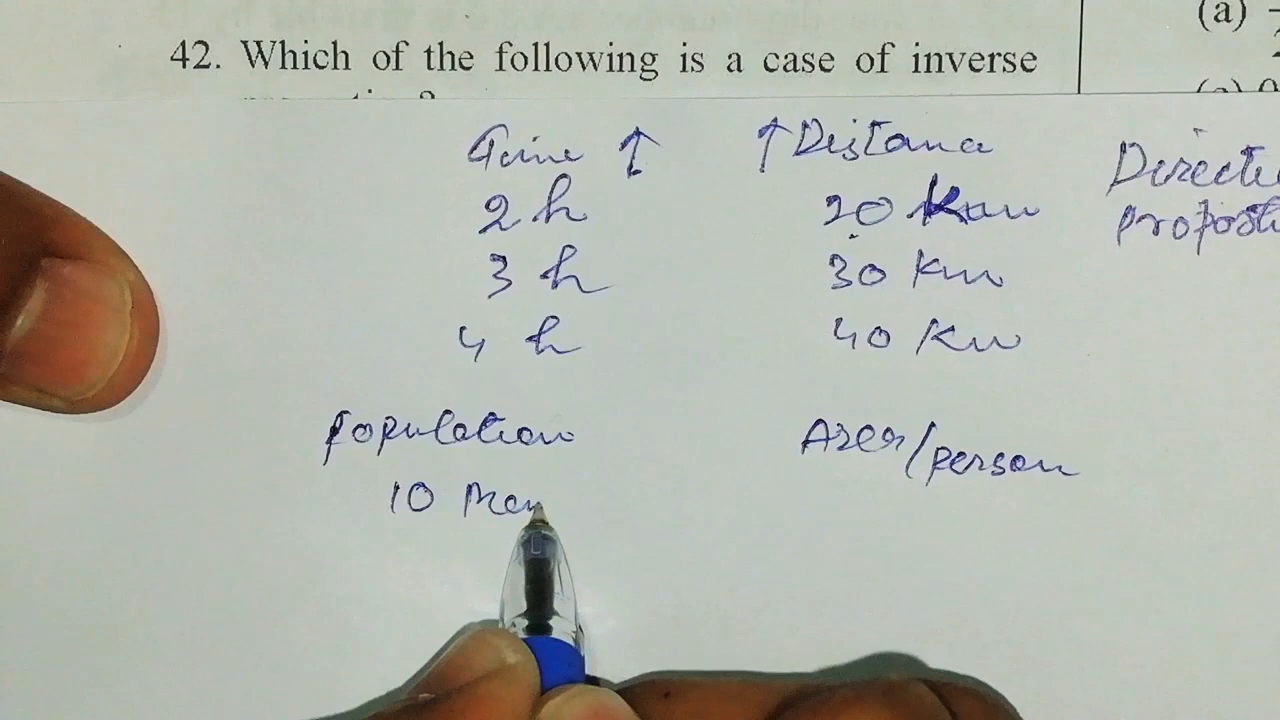 (a)
42. Which of the following is a case of inverse
Time ↑ ↑ Distance
2 h 20 Km
3 h 30 Km
4 h 40 Km
Directe
proposti
Population Area/person
10 Men